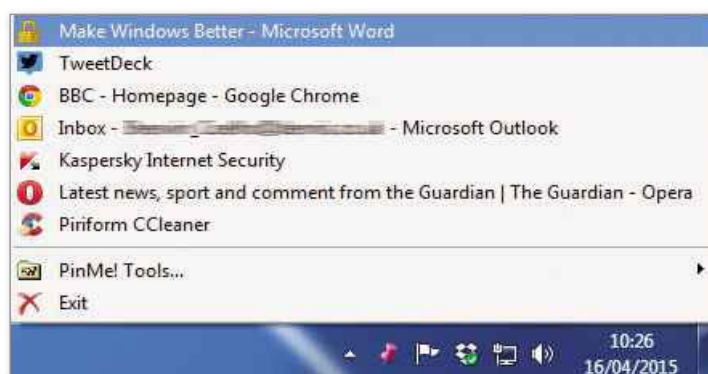 Make Windows Better - Microsoft Word
TweetDeck
BBC - Homepage - Google Chrome
Inbox - - Microsoft Outlook
Kaspersky Internet Security
Latest news, sport and comment from the Guardian | The Guardian - Opera
Piriform CCleaner
PinMe! Tools...
Exit
10:26
16/04/2015